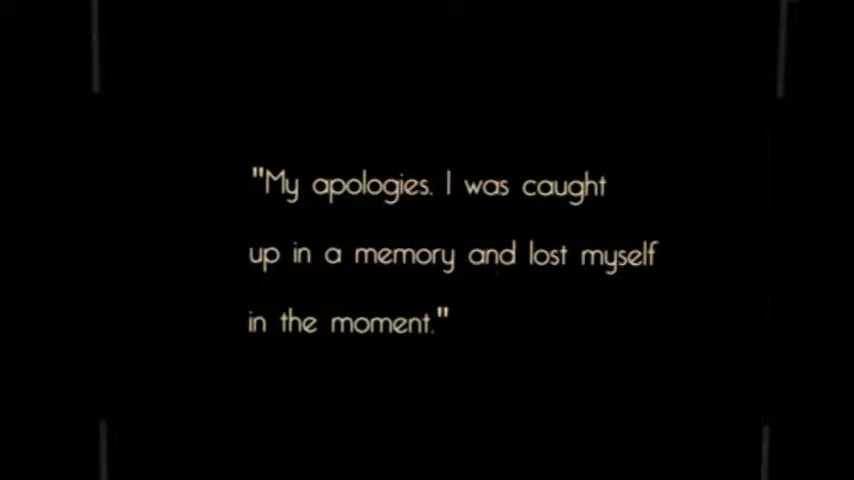 "My apologies. I was caught
up in a memory and lost myself
in the moment."